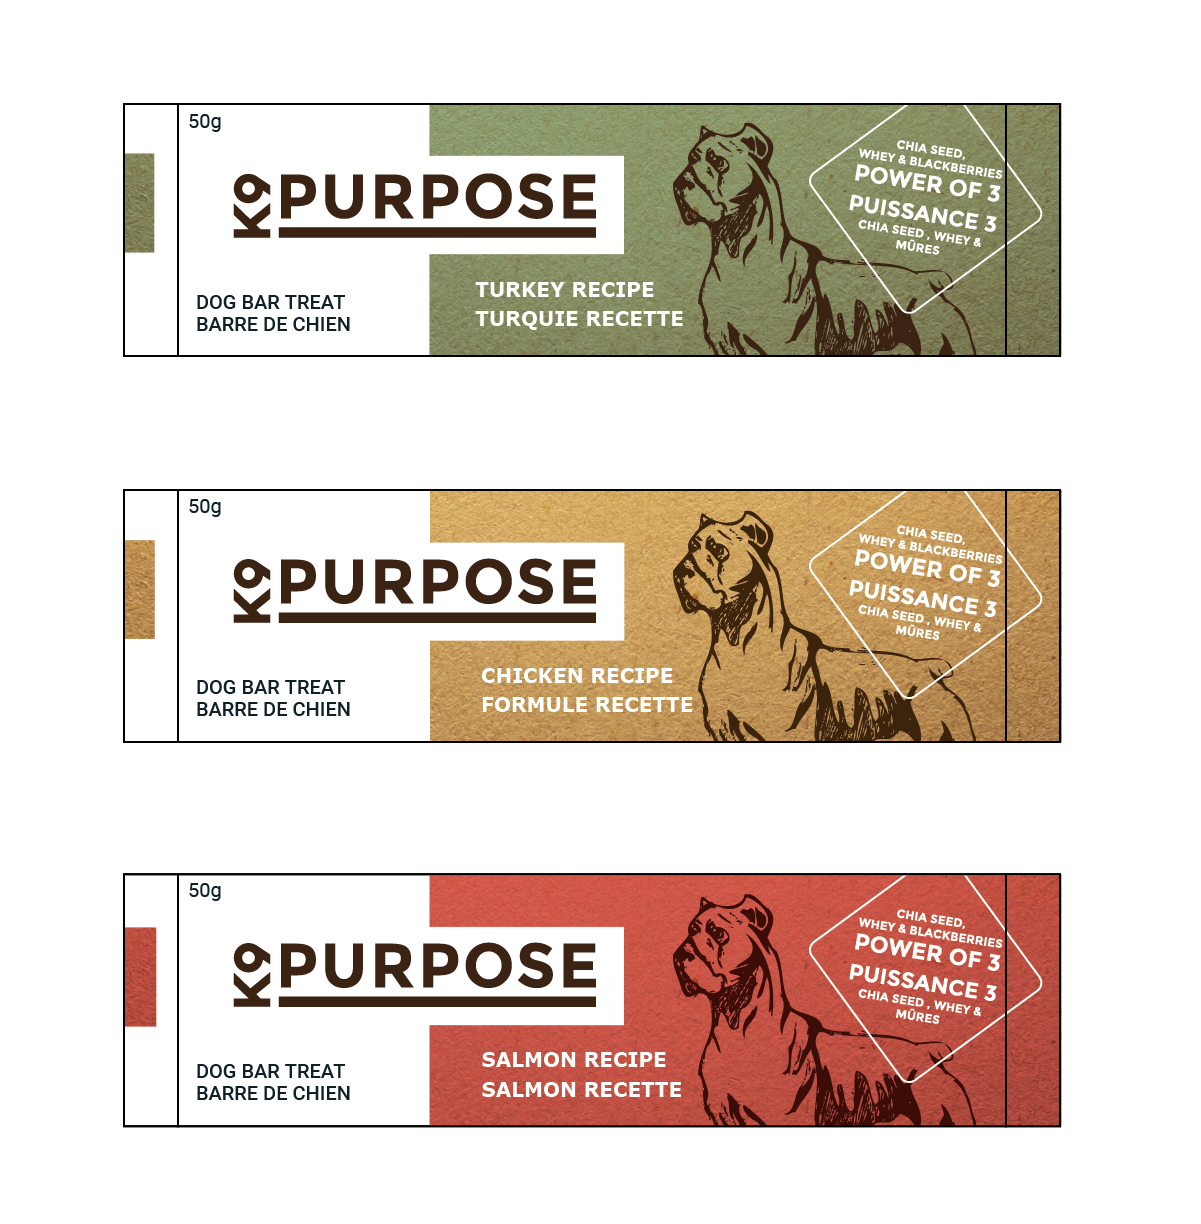 50g
K9 PURPOSE
DOG BAR TREAT
BARRE DE CHIEN
TURKEY RECIPE
TURQUIE RECETTE
CHIA SEED,
WHEY & BLACKBERRIES
POWER OF 3
PUISSANCE 3
CHIA SEED , WHEY &
MÛRES
50g
K9 PURPOSE
DOG BAR TREAT
BARRE DE CHIEN
CHICKEN RECIPE
FORMULE RECETTE
CHIA SEED,
WHEY & BLACKBERRIES
POWER OF 3
PUISSANCE 3
CHIA SEED , WHEY &
MÛRES
50g
K9 PURPOSE
DOG BAR TREAT
BARRE DE CHIEN
SALMON RECIPE
SALMON RECETTE
CHIA SEED,
WHEY & BLACKBERRIES
POWER OF 3
PUISSANCE 3
CHIA SEED , WHEY &
MÛRES